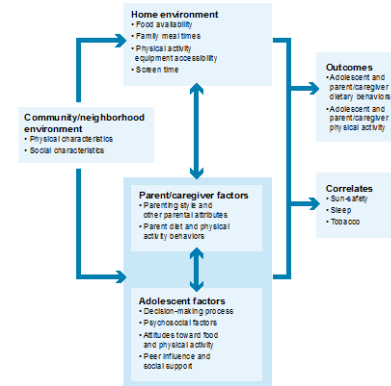 Home environment
• Food availability
• Family meal times
• Physical activity
equipment accessibility
• Screen time
Community/neighborhood
environment
• Physical characteristics
• Social characteristics
Parent/caregiver factors
• Parenting style and
other parental attributes
• Parent diet and physical
activity behaviors
Adolescent factors
• Decision-making process
• Psychosocial factors
• Attitudes toward food
and physical activity
• Peer influence and
social support
Outcomes
• Adolescent and
parent/caregiver
dietary behaviors
• Adolescent and
parent/caregiver
physical activity
Correlates
• Sun-safety
• Sleep
• Tobacco